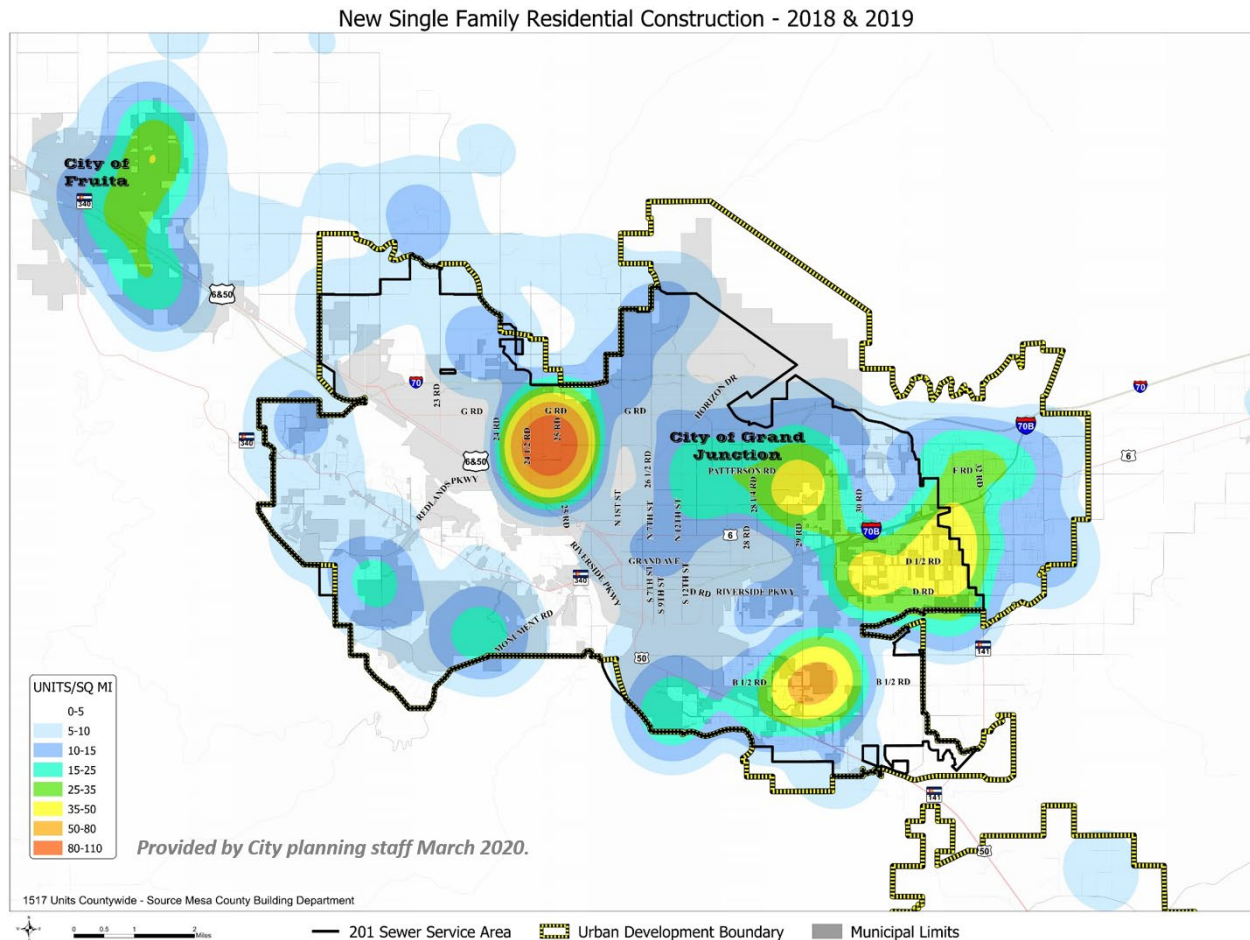 New Single Family Residential Construction - 2018 & 2019
City of
Fruita
340
6&50
70
23 RD
G RD
24 RD
24 1/2 RD
G RD
25 RD
G RD
HORIZON DR
70
70B
6
340
6&50
REDLANDS PKWY
City of Grand
Junction
26 1/2 RD
PATTERSON RD
28 1/4 RD
F RD
32 RD
30 RD
25 RD
N 1ST ST
N 7TH ST
N 12TH ST
6
28 RD
29 RD
70B
RIVERSIDE PKWY
340
GRAND AVE
D 1/2 RD
S 7TH ST
S 9TH ST
S 12TH ST
D RD
RIVERSIDE PKWY
D RD
MONUMENT RD
50
141
B 1/2 RD
B 1/2 RD
141
50
UNITS/SQ MI
0-5
5-10
10-15
15-25
25-35
35-50
50-80
80-110
Provided by City planning staff March 2020.
1517 Units Countywide - Source Mesa County Building Department
0 0.5 1 2
Miles
201 Sewer Service Area
Urban Development Boundary
Municipal Limits